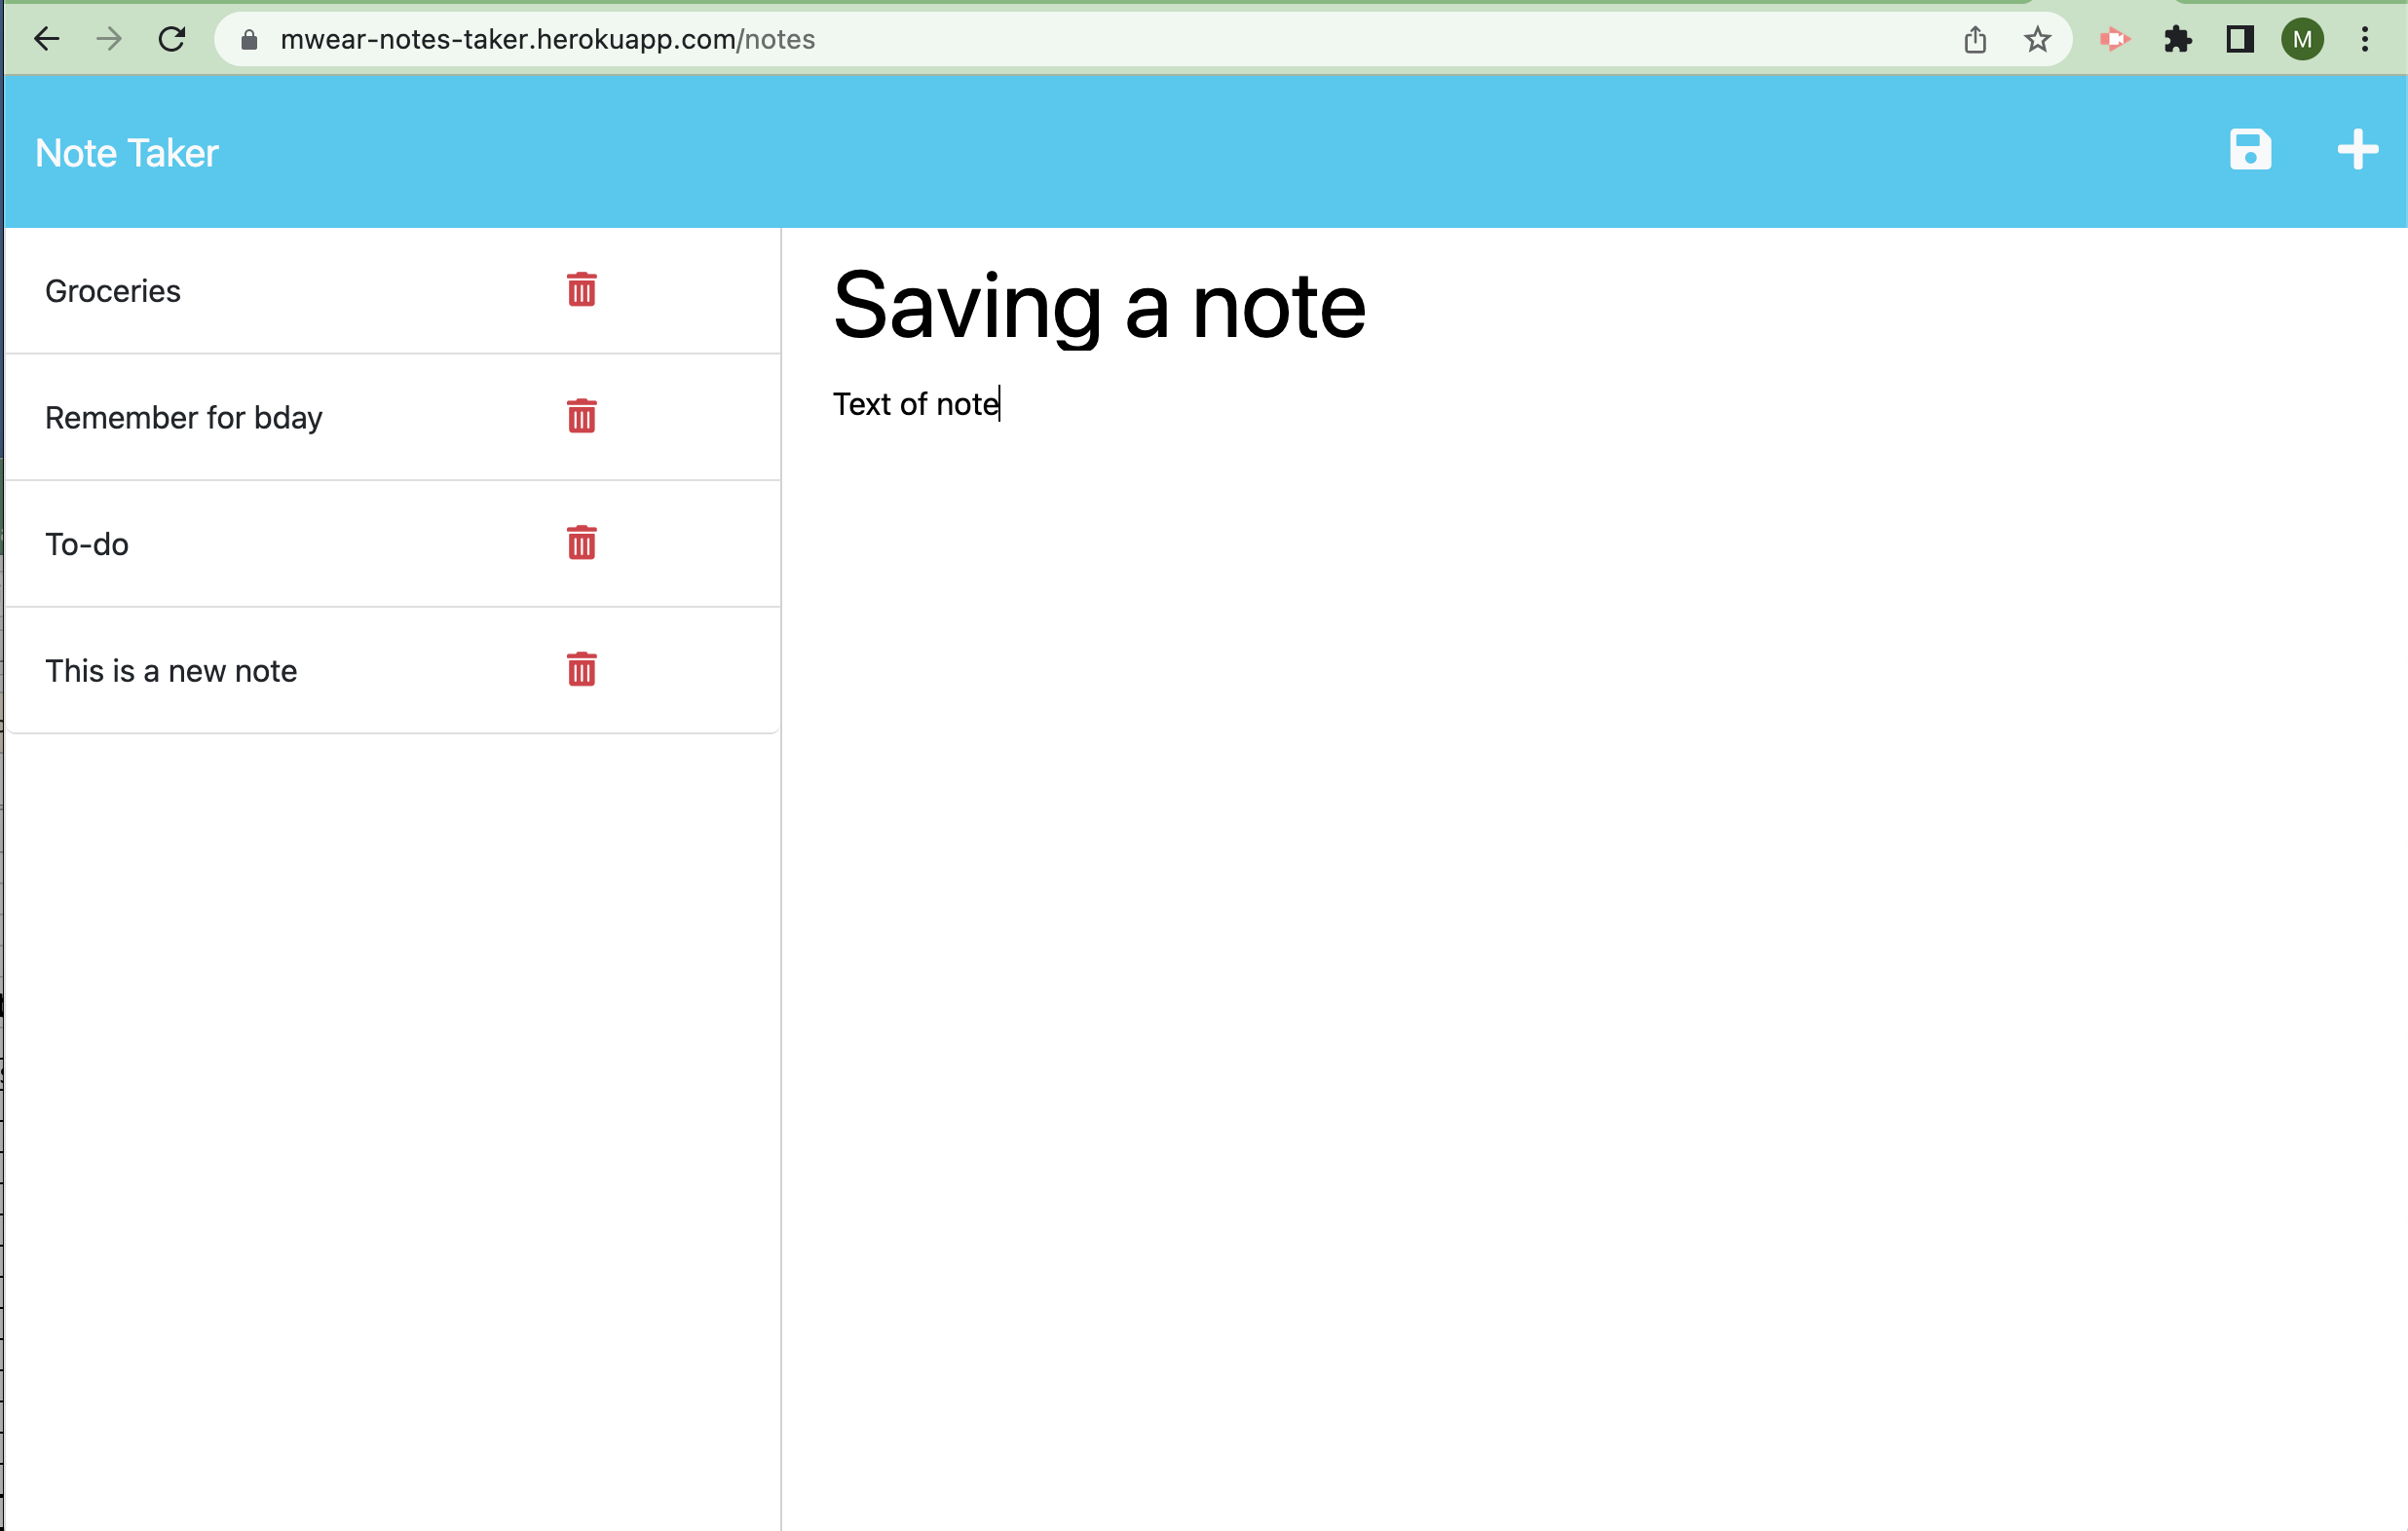 mwear-notes-taker.herokuapp.com/notes
M
Note Taker
Groceries
Remember for bday
To-do
This is a new note
Saving a note
Text of note